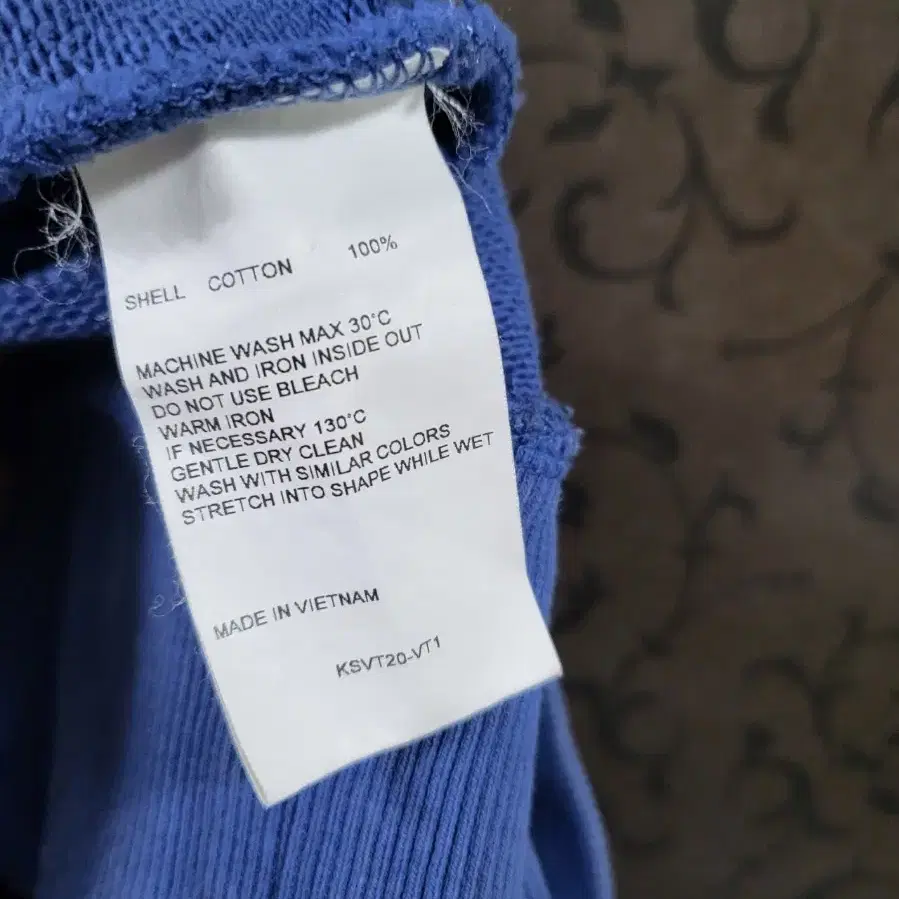 SHELL COTTON 100%
MACHINE WASH MAX 30°C
WASH AND IRON INSIDE OUT
DO NOT USE BLEACH
WARM IRON
IF NECESSARY 130°C
GENTLE DRY CLEAN
WASH WITH SIMILAR COLORS
STRETCH INTO SHAPE WHILE WET
MADE IN VIETNAM
KSVT20-VT1